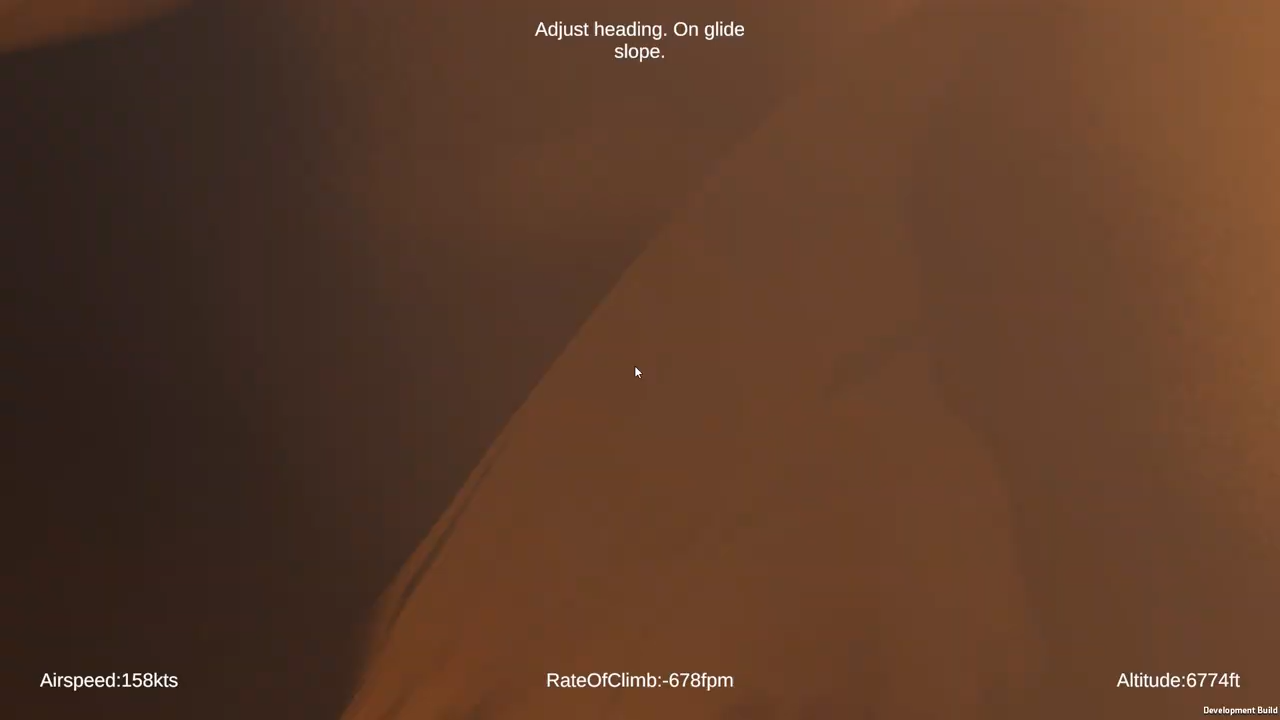 Adjust heading. On glide
slope.
Airspeed:158kts
RateOfClimb:-678fpm
Altitude:6774ft
Development Build